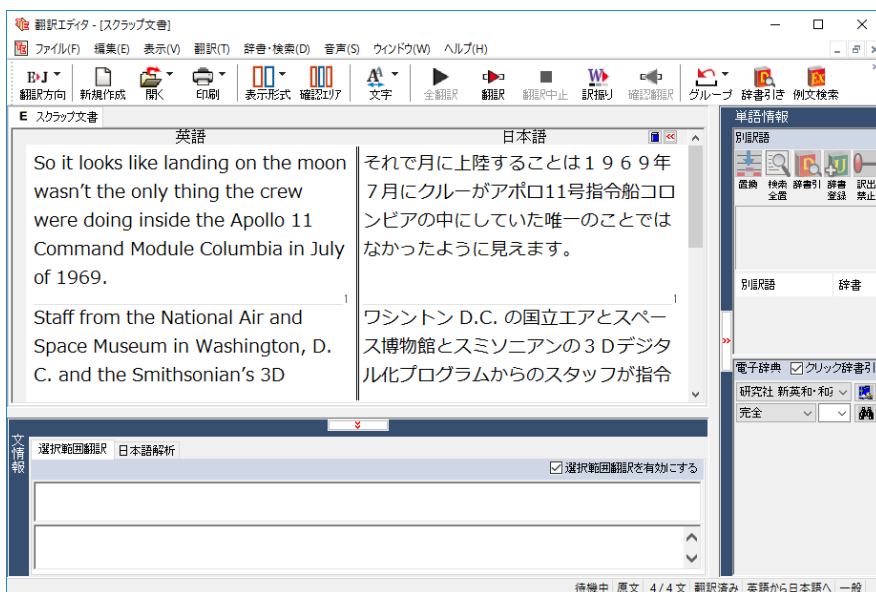 翻訳エディタ - [スクラップ文書]
ファイル(F) 編集(E) 表示(V) 翻訳(T) 辞書・検索(D) 音声(S) ウィンドウ(W) ヘルプ(H)
E›J
翻訳方向 新規作成 開く 印刷 表示形式 確認エリア 文字 全翻訳 翻訳 翻訳中止 訳振り 確認翻訳 グループ 辞書引き 例文検索
E スクラップ文書
英語 日本語
So it looks like landing on the moon
wasn't the only thing the crew
were doing inside the Apollo 11
Command Module Columbia in July
of 1969.
1
それで月に上陸することは１９６９年
７月にクルーがアポロ11号指令船コロ
ンビアの中にしていた唯一のことでは
なかったように見えます。
1
Staff from the National Air and
Space Museum in Washington, D.
C. and the Smithsonian's 3D
ワシントン D.C. の国立エアとスペー
ス博物館とスミソニアンの３Ｄデジタ
ル化プログラムからのスタッフが指令
単語情報
別訳語
置換 検索全置 辞書引 辞書登録 訳出禁止
別訳語 辞書
電子辞典 クリック辞書引
研究社 新英和・和
完全
文情報
選択範囲翻訳 日本語解析
選択範囲翻訳を有効にする
待機中 原文 4/4文 翻訳済み 英語から日本語へ 一般